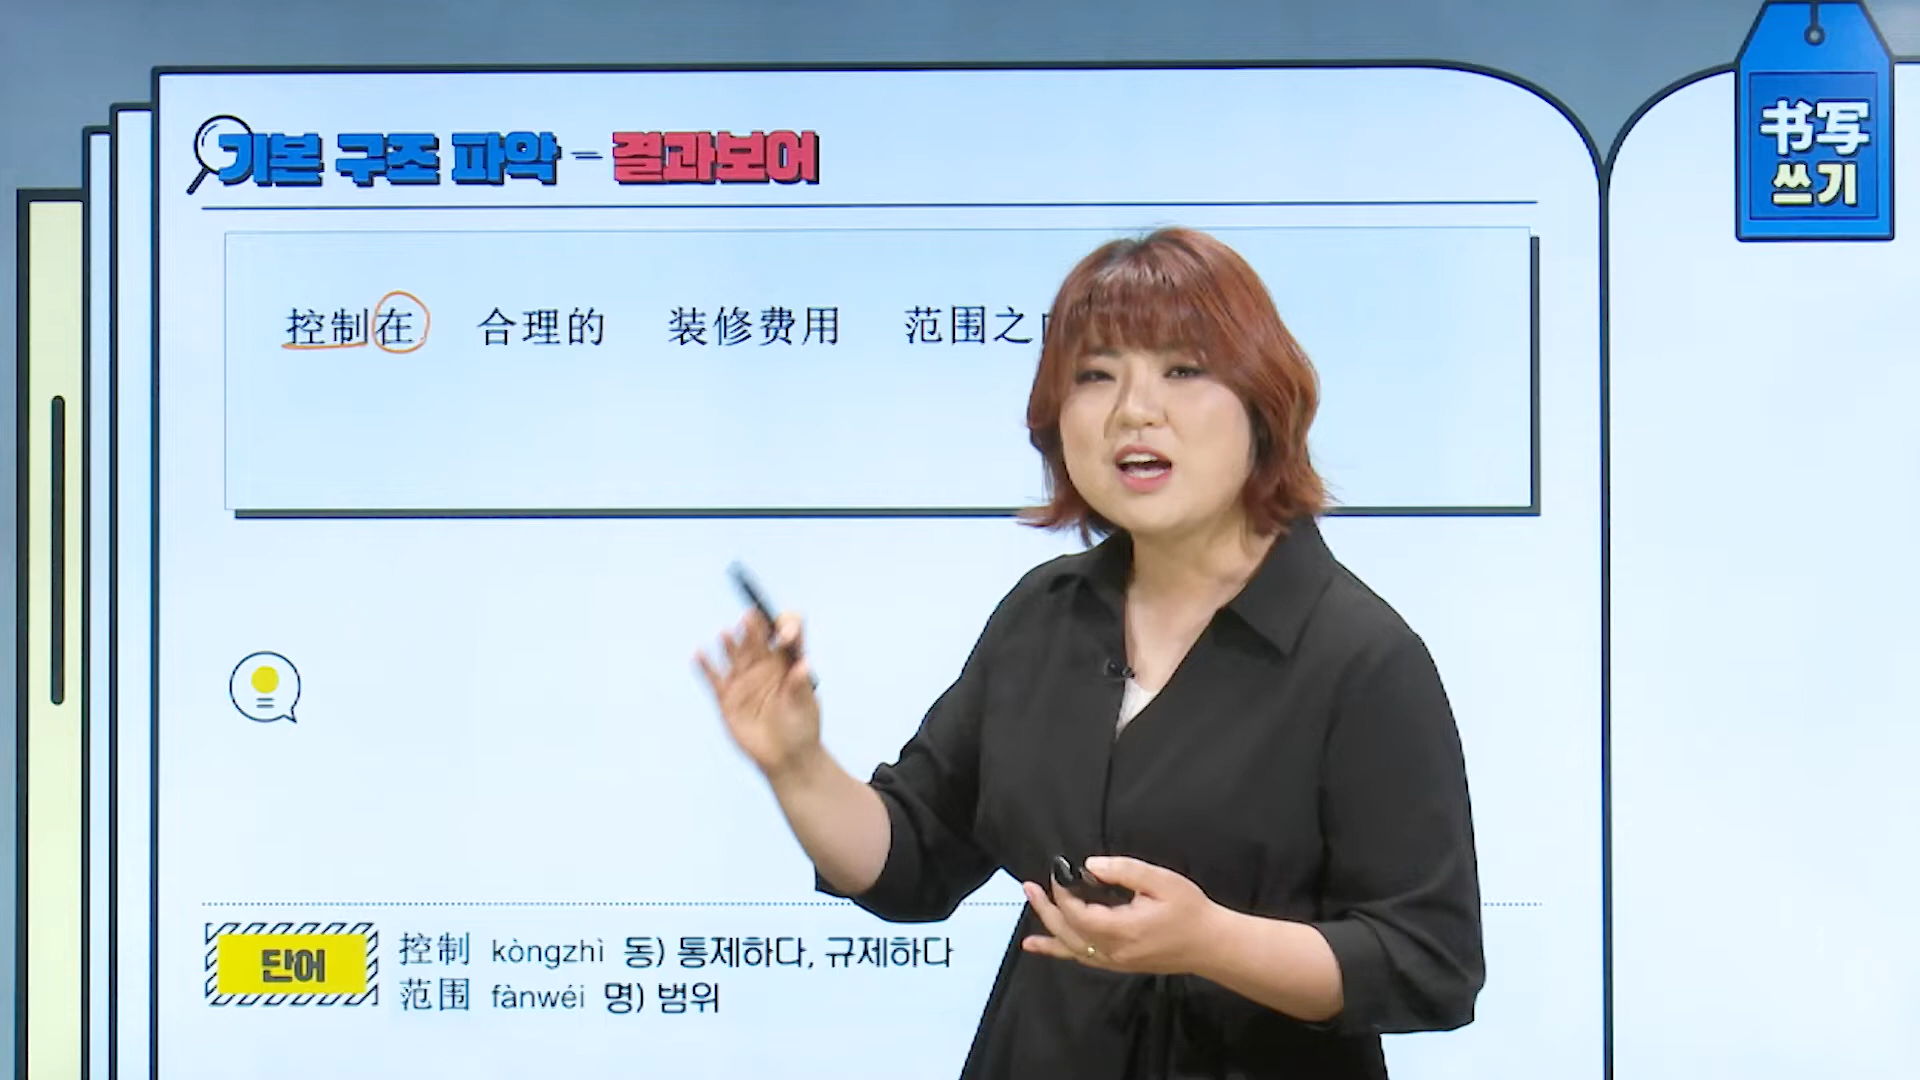 기본 구조 파악 – 결과보어
书写
쓰기
控制在 合理的 装修费用 范围之
단어
控制 kòngzhì 동) 통제하다, 규제하다
范围 fànwéi 명) 범위